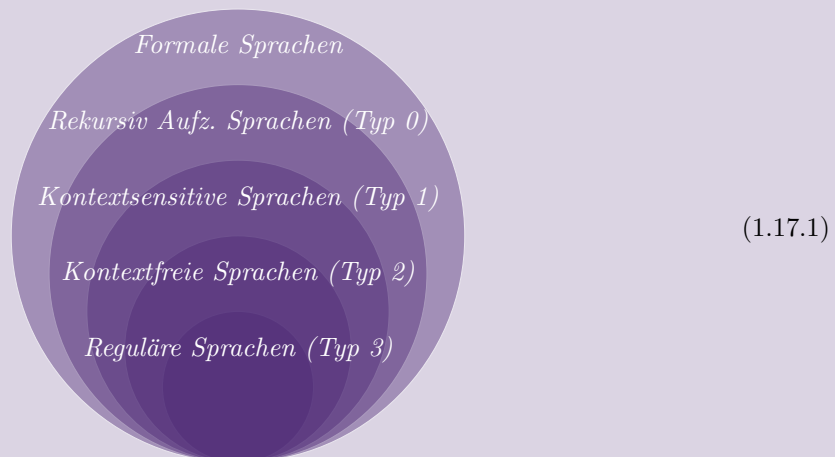 Formale Sprachen
Rekursiv Aufz. Sprachen (Typ 0)
Kontextsensitive Sprachen (Typ 1)
(1.17.1)
Kontextfreie Sprachen (Typ 2)
Reguläre Sprachen (Typ 3)